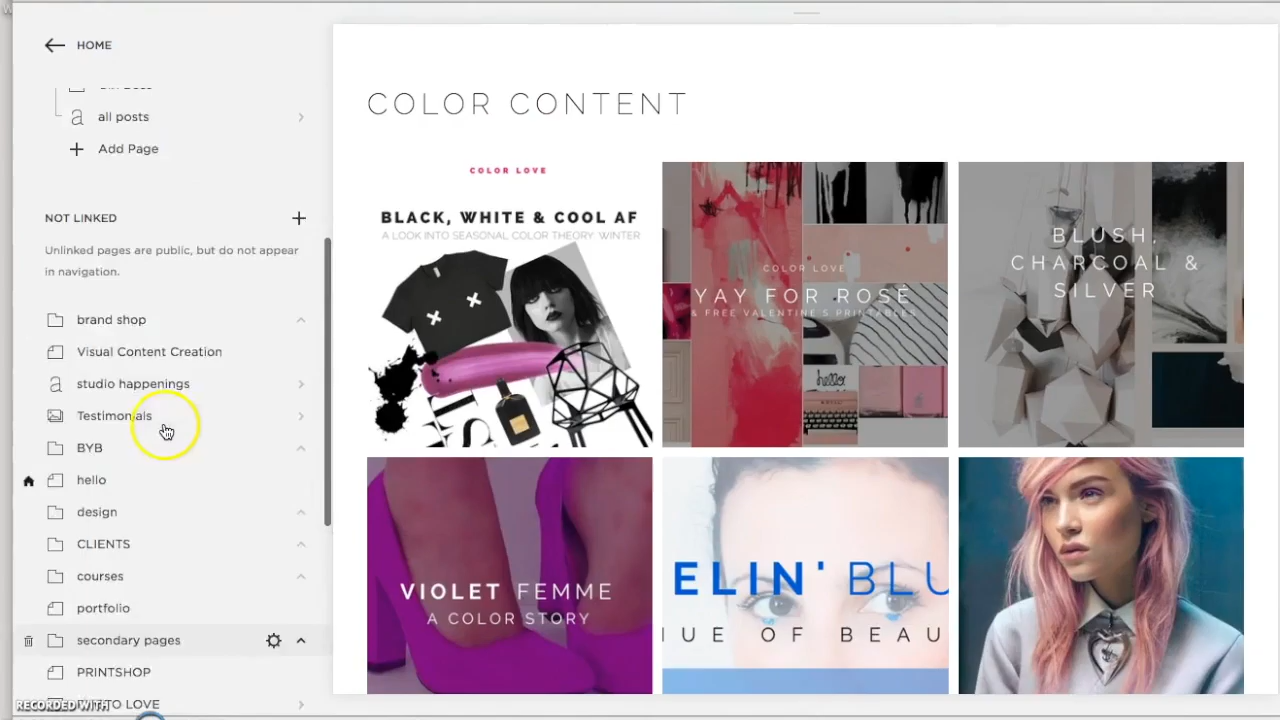 HOME
all posts
Add Page
NOT LINKED
Unlinked pages are public, but do not appear
in navigation.
brand shop
Visual Content Creation
studio happenings
Testimonials
BYB
hello
design
CLIENTS
courses
portfolio
secondary pages
PRINTSHOP
TO LOVE
RECORDED WITH
COLOR CONTENT
COLOR LOVE
BLACK, WHITE & COOL AF
A LOOK INTO SEASONAL COLOR THEORY: WINTER
COLOR LOVE
YAY FOR ROSÉ
& FREE VALENTINE'S PRINTABLES
hello
BLUSH,
CHARCOAL &
SILVER
VIOLET FEMME
A COLOR STORY
ELIN' BLU
UE OF BEAU